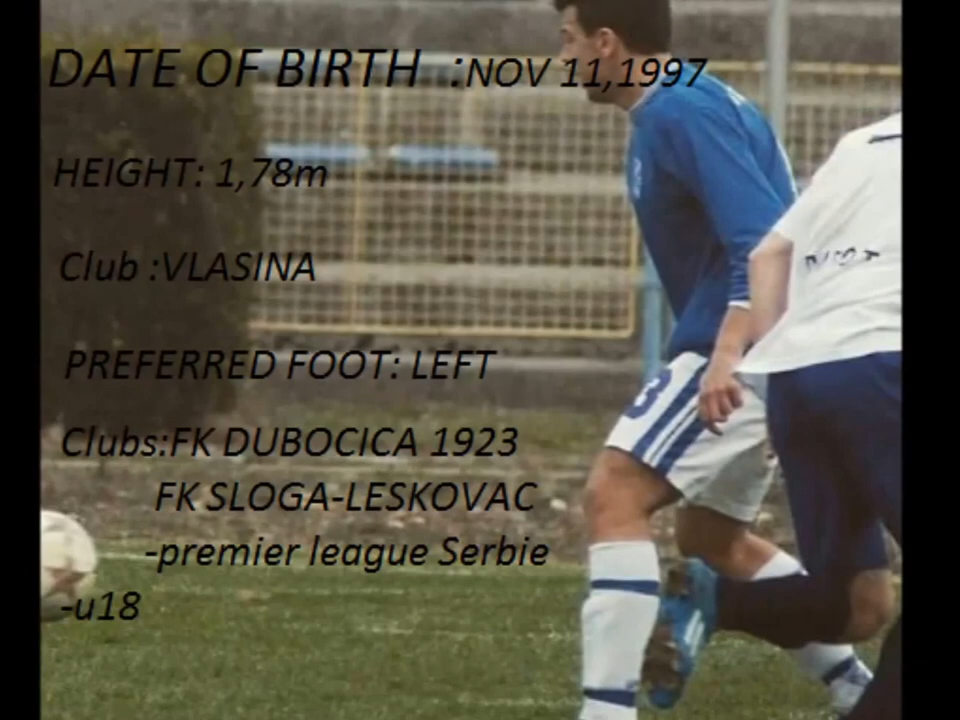 DATE OF BIRTH :NOV 11,1997
HEIGHT: 1,78m
Club :VLASINA
PREFERRED FOOT: LEFT
Clubs:FK DUBOCICA 1923
FK SLOGA-LESKOVAC
-premier league Serbie
-u18